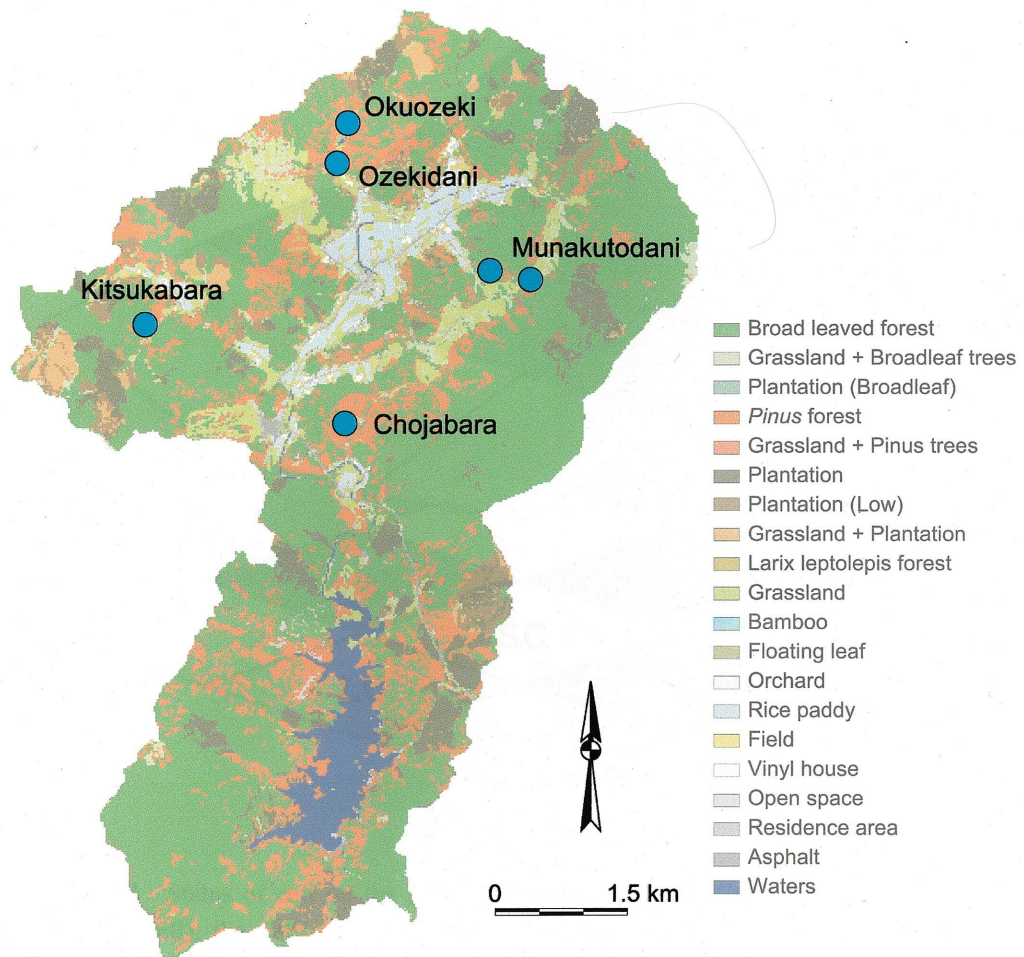 Okuozeki
Ozekidani
Munakutodani
Kitsukabara
Chojabara
Broad leaved forest
Grassland + Broadleaf trees
Plantation (Broadleaf)
Pinus forest
Grassland + Pinus trees
Plantation
Plantation (Low)
Grassland + Plantation
Larix leptolepis forest
Grassland
Bamboo
Floating leaf
Orchard
Rice paddy
Field
Vinyl house
Open space
Residence area
Asphalt
Waters
0 1.5 km